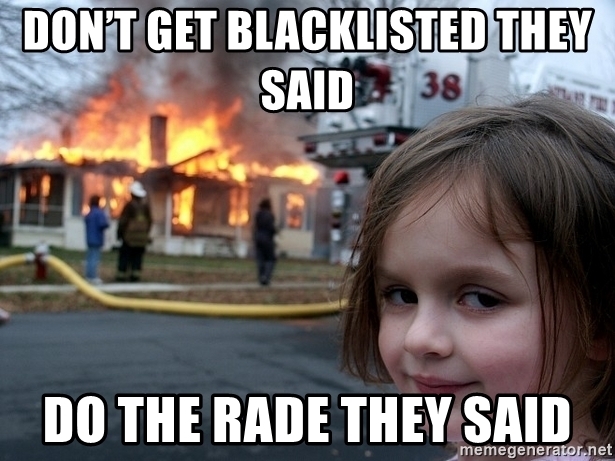 DON'T GET BLACKLISTED THEY
SAID
38
DO THE RADE THEY SAID
memegenerator.net